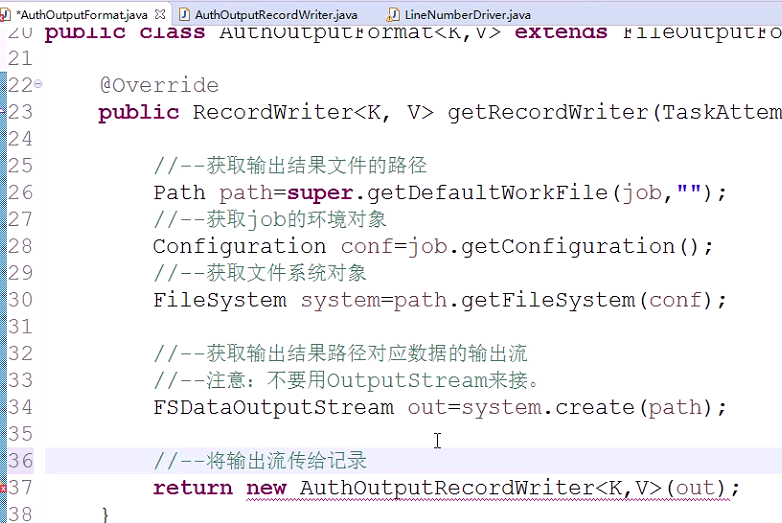 *AuthOutputFormat.java AuthOutputRecordWriter.java LineNumberDriver.java
20 public class AuthOutputFormat<K,V> extends FileOutputFo
21
22 @Override
23 public RecordWriter<K, V> getRecordWriter(TaskAttem
24
25 //--获取输出结果文件的路径
26 Path path=super.getDefaultWorkFile(job,"");
27 //--获取job的环境对象
28 Configuration conf=job.getConfiguration();
29 //--获取文件系统对象
30 FileSystem system=path.getFileSystem(conf);
31
32 //--获取输出结果路径对应数据的输出流
33 //--注意：不要用OutputStream来接。
34 FSDataOutputStream out=system.create(path);
35
36 //--将输出流传给记录
37 return new AuthOutputRecordWriter<K,V>(out);
38 }